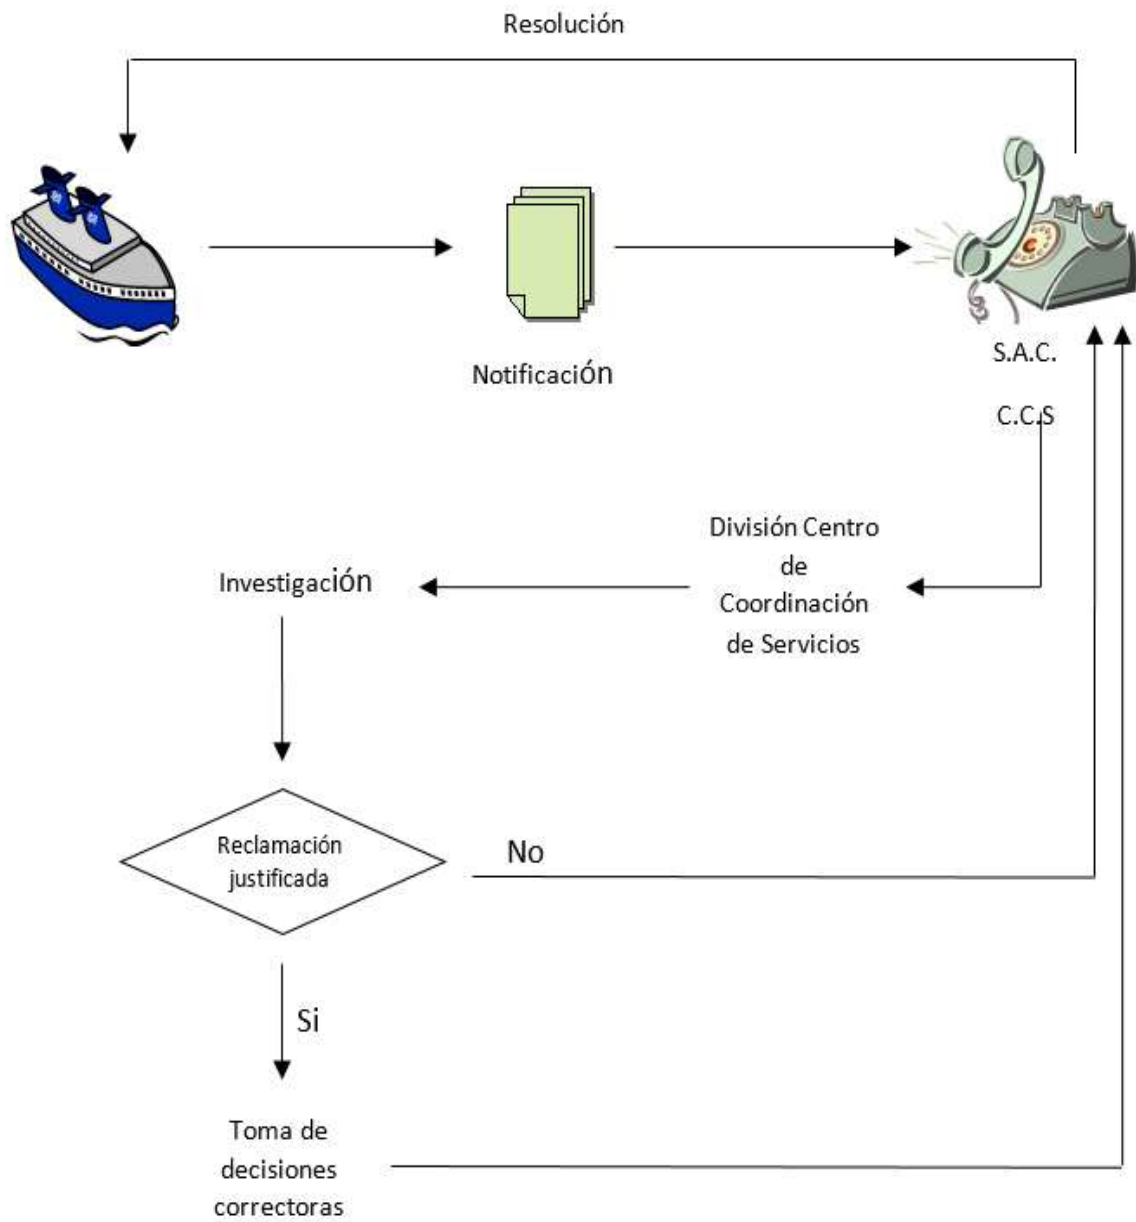 Resolución
Notificación
S.A.C.
C.C.S
División Centro
de
Coordinación
de Servicios
Investigación
Reclamación
justificada
No
Si
Toma de
decisiones
correctoras